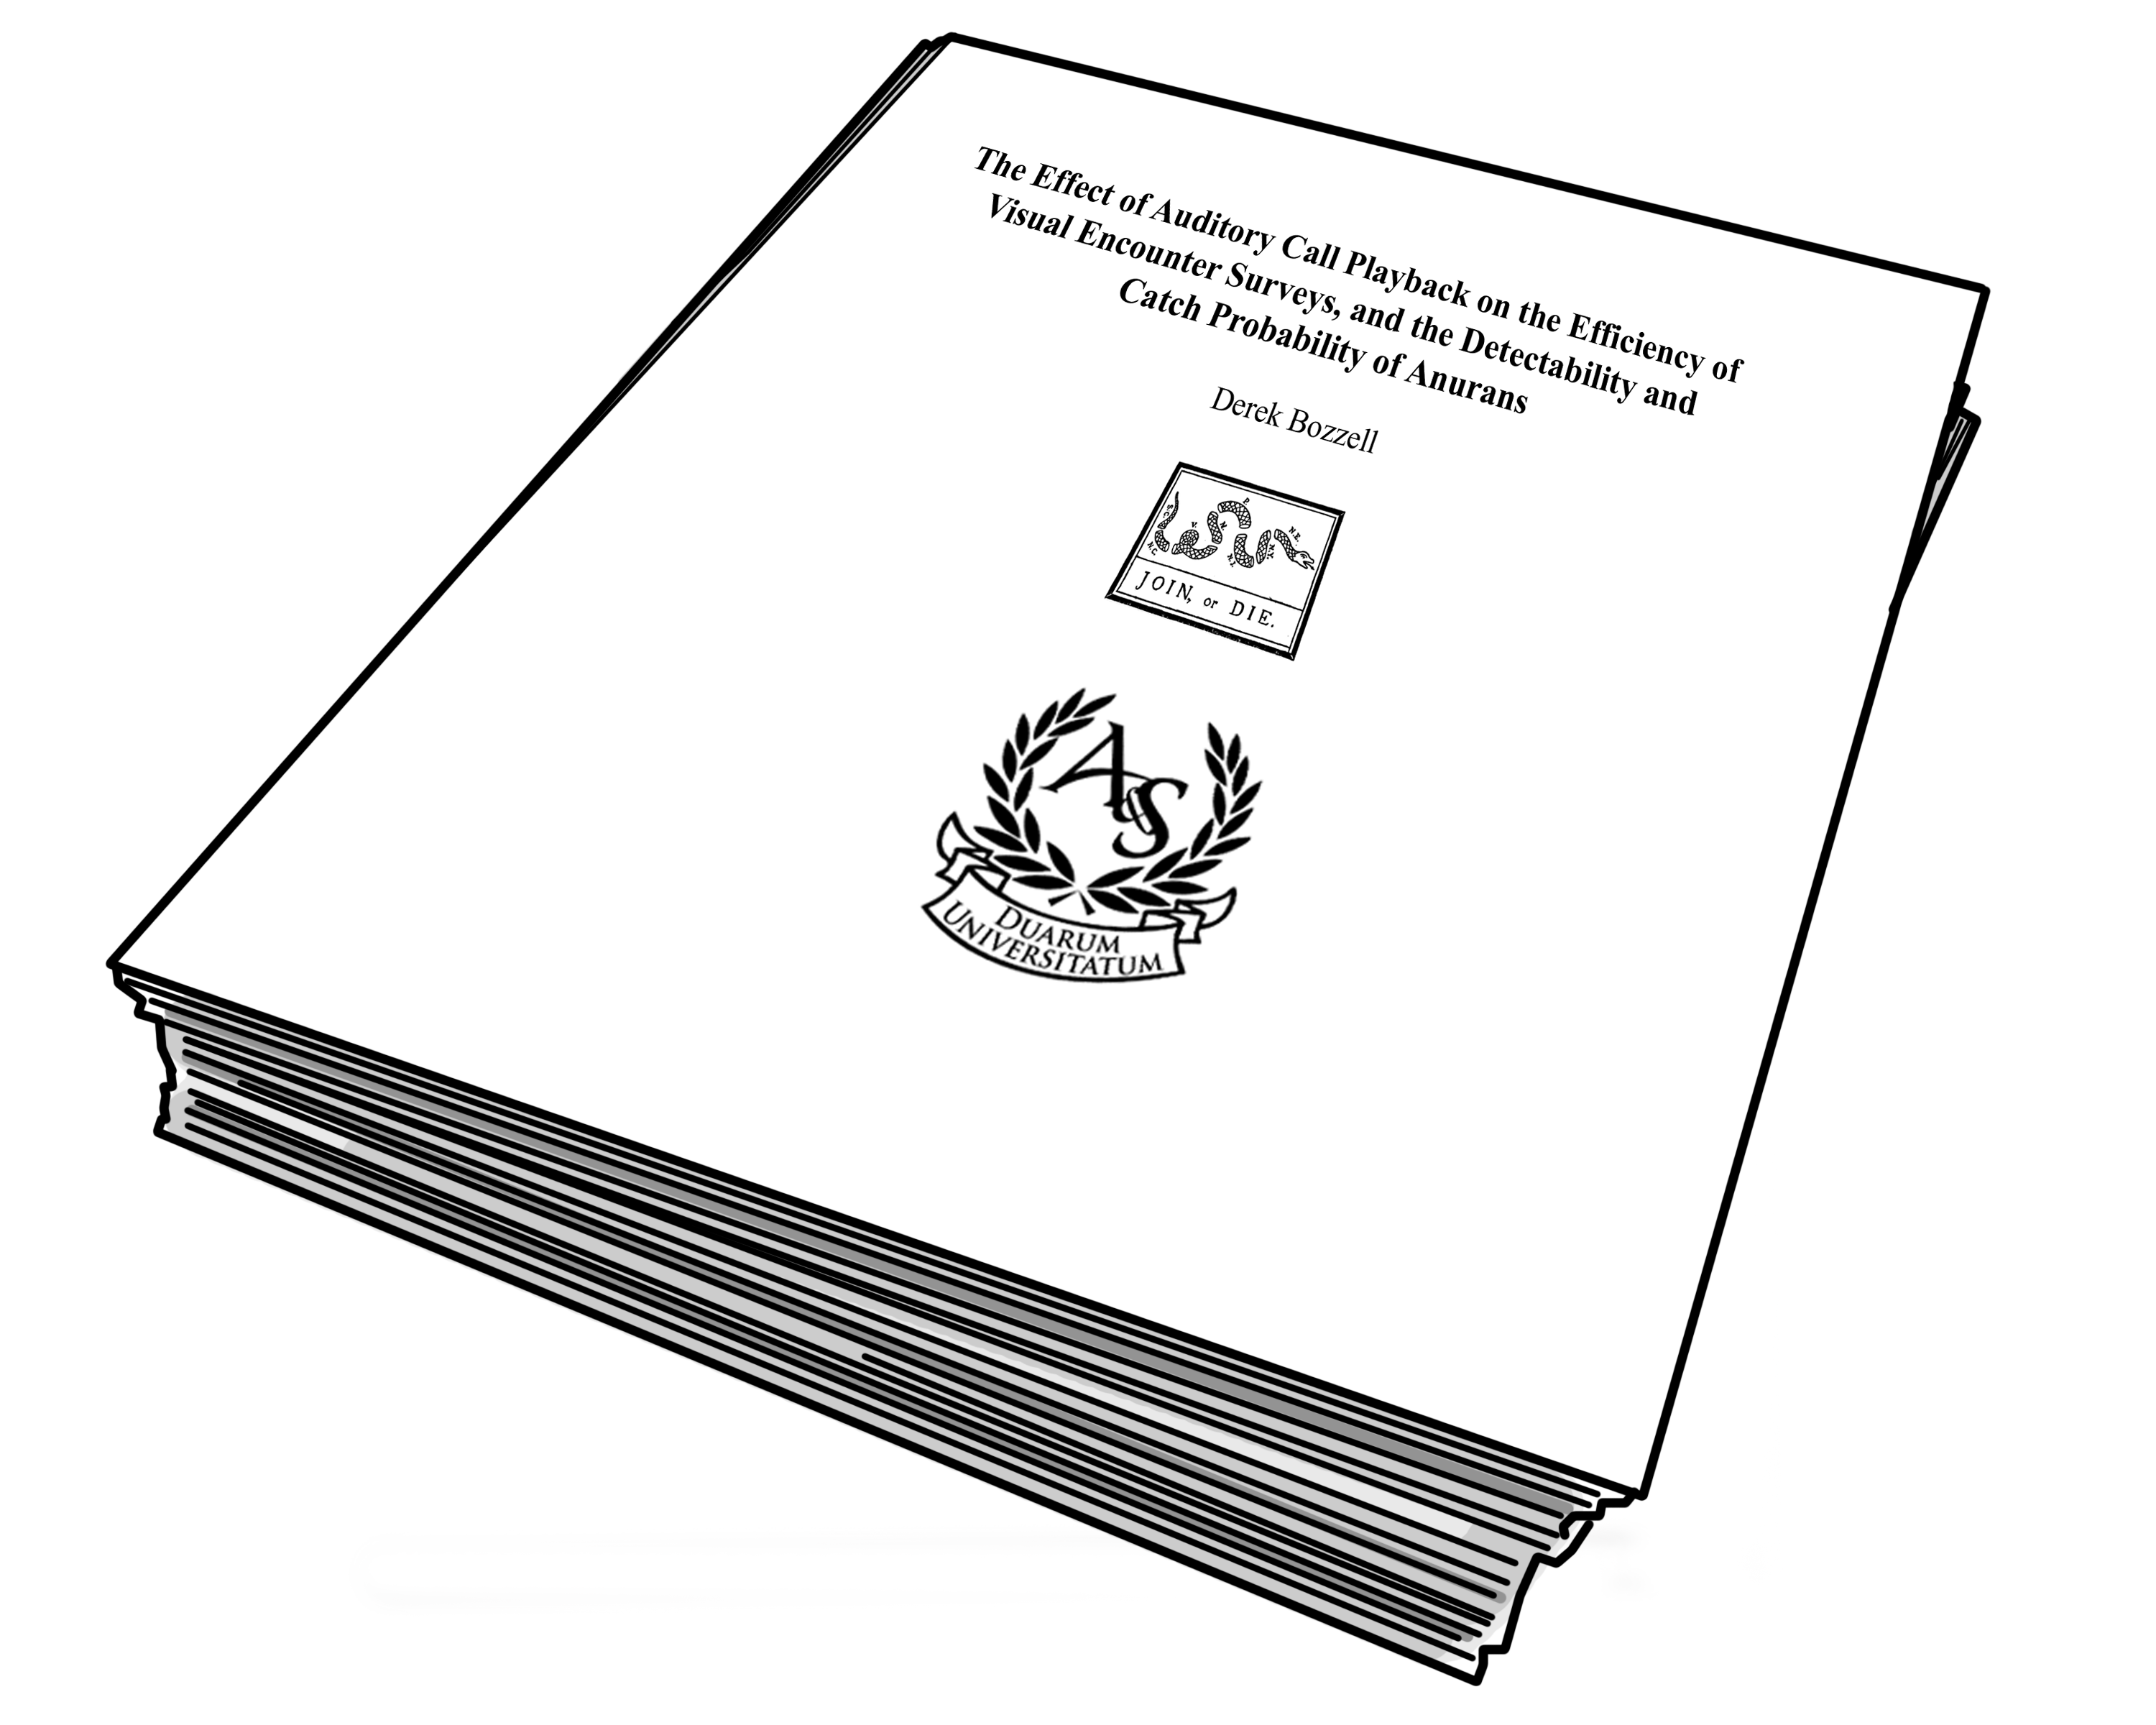 The Effect of Auditory Call Playback on the Efficiency of
Visual Encounter Surveys, and the Detectability and
Catch Probability of Anurans
Derek Bozzell
S.C.
N.C.
V.
N.
P.
N.Y.
N.E.
JOIN, or DIE.
AS
DUARUM
UNIVERSITATUM